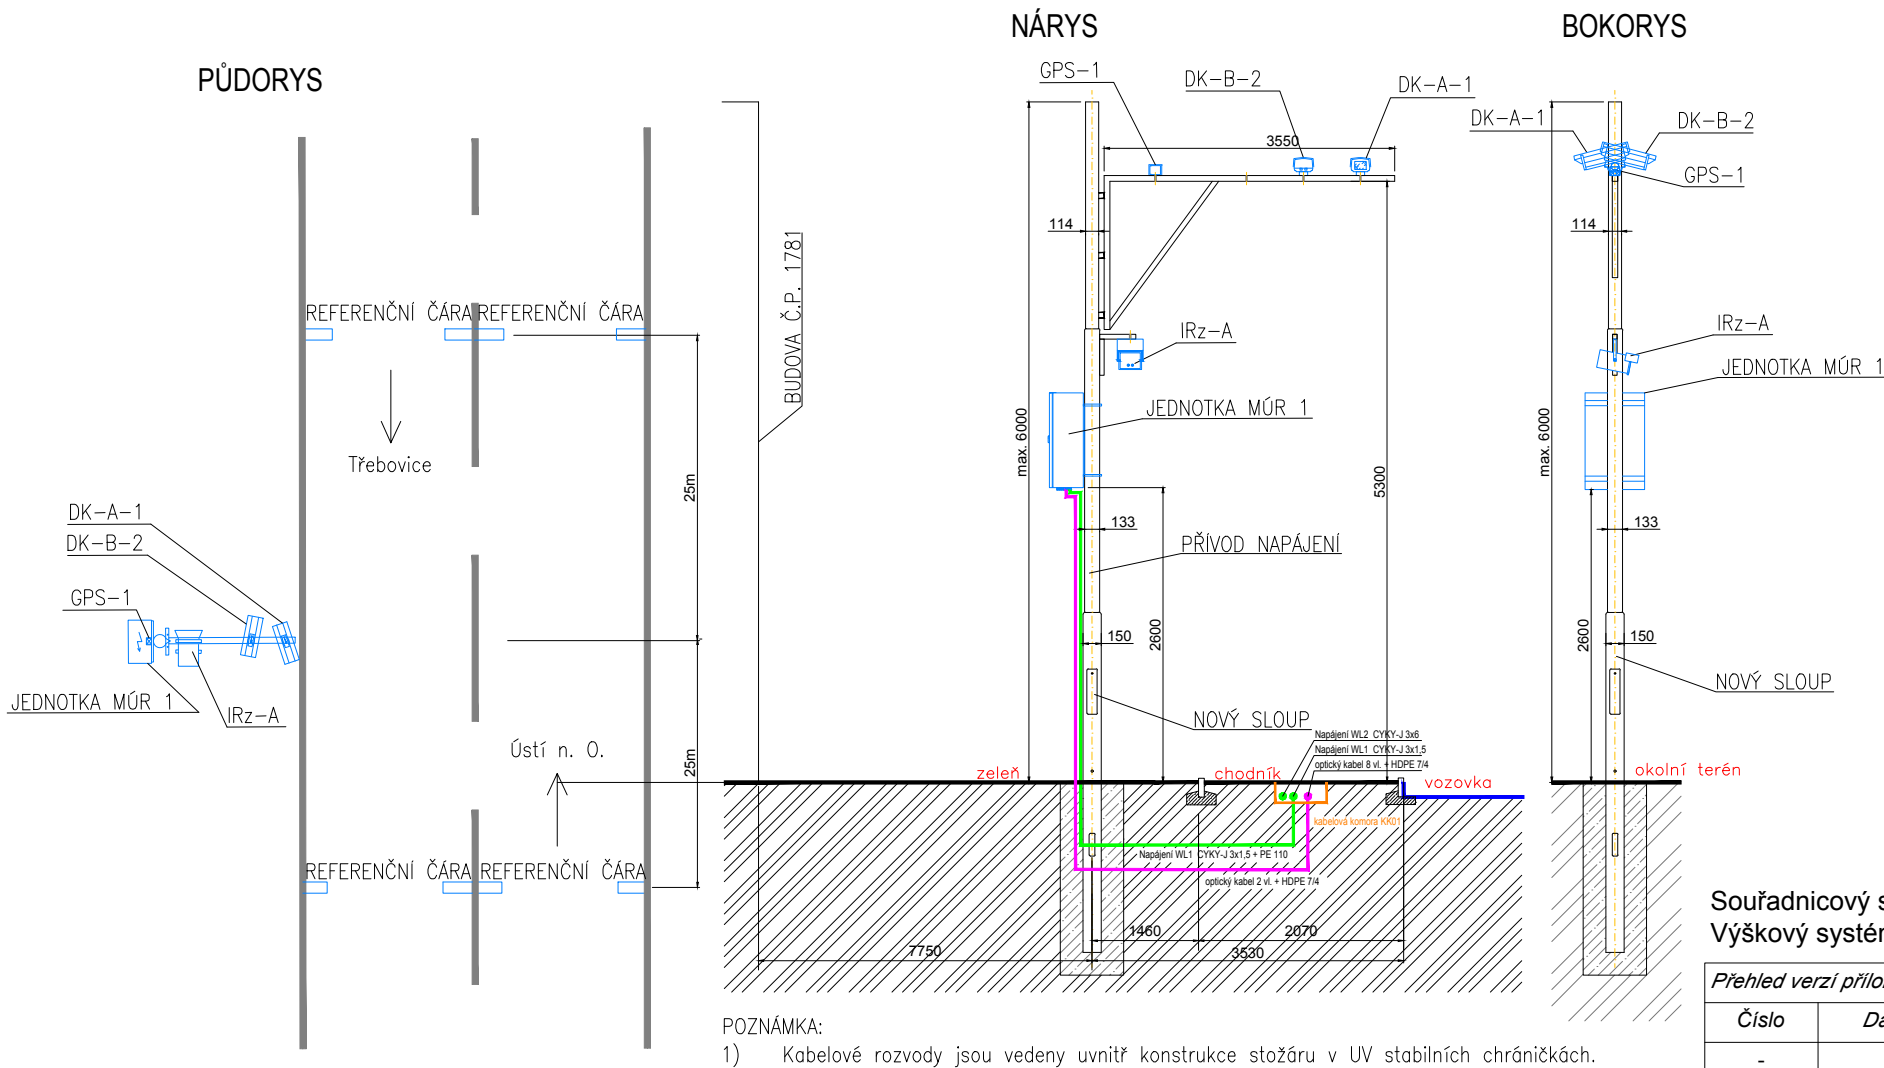 PŮDORYS
NÁRYS
BOKORYS
REFERENČNÍ ČÁRA
REFERENČNÍ ČÁRA
Třebovice
25m
25m
DK-A-1
DK-B-2
GPS-1
JEDNOTKA MÚR 1
IRz-A
Ústí n. O.
REFERENČNÍ ČÁRA
REFERENČNÍ ČÁRA
BUDOVA Č.P. 1781
GPS-1
DK-B-2
DK-A-1
3550
114
max. 6000
IRz-A
JEDNOTKA MÚR 1
5300
133
PŘÍVOD NAPÁJENÍ
150
2600
NOVÝ SLOUP
Napájení WL2 CYKY-J 3x6
Napájení WL1 CYKY-J 3x1,5
optický kabel 8 vl. + HDPE 7/4
zeleň
chodník
vozovka
kabelová komora KK01
Napájení WL1 CYKY-J 3x1,5 + PE 110
optický kabel 2 vl. + HDPE 7/4
1460
2070
7750
3530
DK-A-1
DK-B-2
GPS-1
114
IRz-A
JEDNOTKA MÚR 1
max. 6000
133
2600
150
NOVÝ SLOUP
okolní terén
POZNÁMKA:
1) Kabelové rozvody jsou vedeny uvnitř konstrukce stožáru v UV stabilních chráničkách.
Souřadnicový s
Výškový systé
Přehled verzí přílo
Číslo
Da
-